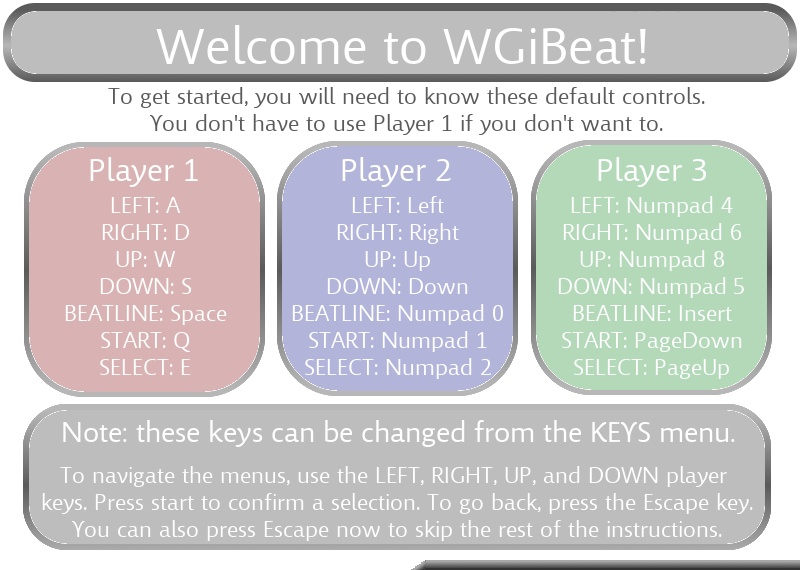 Welcome to WGiBeat!
To get started, you will need to know these default controls.
You don't have to use Player 1 if you don't want to.
Player 1
LEFT: A
RIGHT: D
UP: W
DOWN: S
BEATLINE: Space
START: Q
SELECT: E
Player 2
LEFT: Left
RIGHT: Right
UP: Up
DOWN: Down
BEATLINE: Numpad 0
START: Numpad 1
SELECT: Numpad 2
Player 3
LEFT: Numpad 4
RIGHT: Numpad 6
UP: Numpad 8
DOWN: Numpad 5
BEATLINE: Insert
START: PageDown
SELECT: PageUp
Note: these keys can be changed from the KEYS menu.
To navigate the menus, use the LEFT, RIGHT, UP, and DOWN player
keys. Press start to confirm a selection. To go back, press the Escape key.
You can also press Escape now to skip the rest of the instructions.